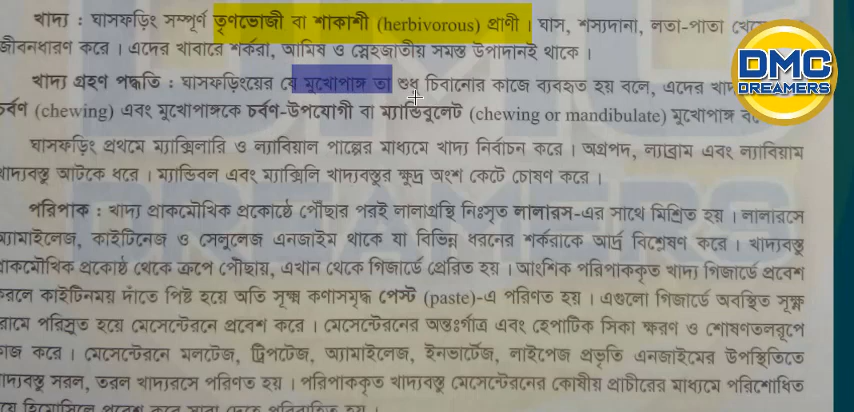 খাদ্য : ঘাসফড়িং সম্পূর্ণ তৃণভোজী বা শাকাশী (herbivorous) প্রাণী । ঘাস, শস্যদানা, লতা-পাতা খে
জীবনধারণ করে । এদের খাবারে শর্করা, আমিষ ও স্নেহজাতীয় সমস্ত উপাদানই থাকে ।
DMC
DREAMERS
খাদ্য গ্রহণ পদ্ধতি : ঘাসফড়িংয়ের যে মুখোপাঙ্গ তা শুধু চিবানোর কাজে ব্যবহৃত হয় বলে, এদের খাদ্য
চর্বণ (chewing) এবং মুখোপাঙ্গকে চর্বণ-উপযোগী বা ম্যান্ডিবুলেট (chewing or mandibulate) মুখোপাঙ্গ
ঘাসফড়িং প্রথমে ম্যাক্সিলারি ও ল্যাবিয়াল পাল্পের মাধ্যমে খাদ্য নির্বাচন করে । অগ্রপদ, ল্যাব্রাম এবং ল্যাবিয়াম
খাদ্যবস্তু আটকে ধরে । ম্যান্ডিবল এবং ম্যাক্সিলি খাদ্যবস্তুর ক্ষুদ্র অংশ কেটে চোষণ করে ।
পরিপাক : খাদ্য প্রাকমৌখিক প্রকোষ্ঠে পৌঁছার পরই লালাগ্রন্থি নিঃসৃত লালারস-এর সাথে মিশ্রিত হয় । লালারসে
অ্যামাইলেজ, কাইটিনেজ ও সেলুলেজ এনজাইম থাকে যা বিভিন্ন ধরনের শর্করাকে আর্দ্র বিশ্লেষণ করে । খাদ্যবস্তু
প্রাকমৌখিক প্রকোষ্ঠ থেকে ক্রপে পৌছায়, এখান থেকে গিজার্ডে প্রেরিত হয় । আংশিক পরিপাককৃত খাদ্য গিজার্ডে প্রবেশ
করলে কাইটিনময় দাঁতে পিষ্ট হয়ে অতি সূক্ষ্ম কণাসমৃদ্ধ পেস্ট (paste)-এ পরিণত হয় । এগুলো গিজার্ডে অবস্থিত সূক্ষ্ম
পরিস্রুত হয়ে মেসেন্টেরনে প্রবেশ করে । মেসেন্টেরনের অন্তঃগাত্র এবং হেপাটিক সিকা ক্ষরণ ও শোষণতলরূপে
কাজ করে । মেসেন্টেরনে মলটেজ, ট্রিপটেজ, অ্যামাইলেজ, ইনভার্টেজ, লাইপেজ প্রভৃতি এনজাইমের উপস্থিতিতে
খাদ্যবস্তু সরল, তরল খাদ্যরসে পরিণত হয় । পরিপাককৃত খাদ্যবস্তু মেসেন্টেরনের কোষীয় প্রাচীরের মাধ্যমে পরিশোষিত